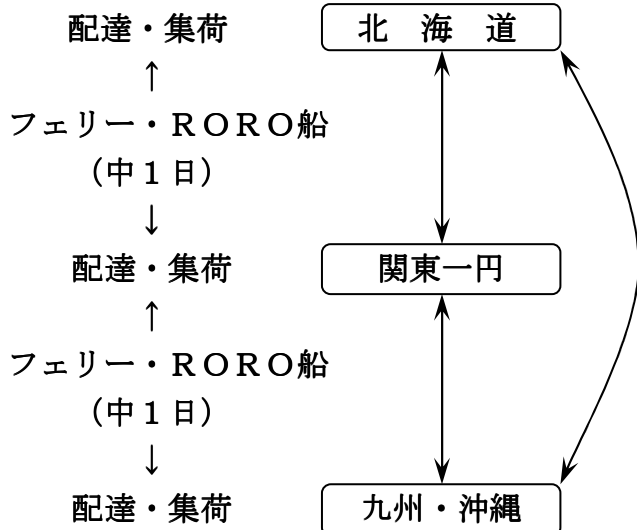 配達・集荷 北　海　道
↑
フェリー・ＲＯＲＯ船
（中１日）
↓
配達・集荷 関東一円
↑
フェリー・ＲＯＲＯ船
（中１日）
↓
配達・集荷 九州・沖縄